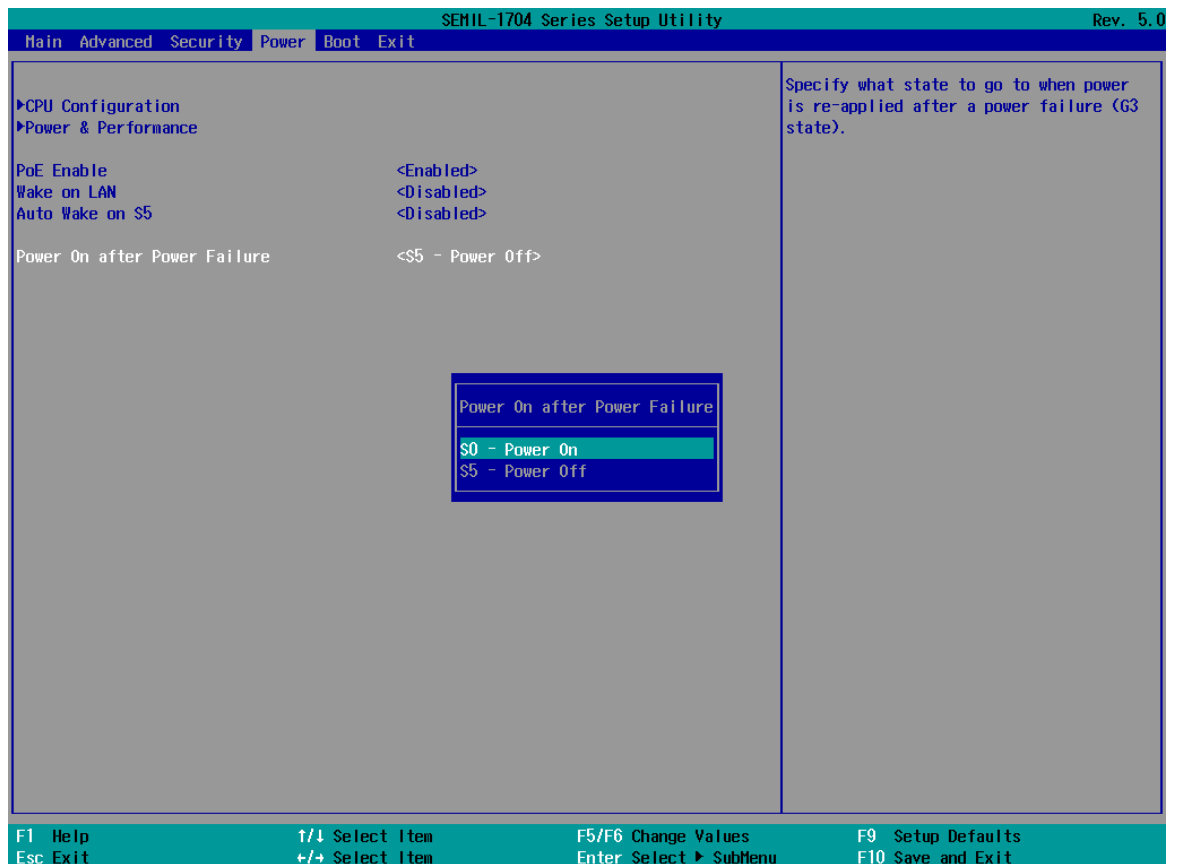 SEMIL-1704 Series Setup Utility Rev. 5.0
Main Advanced Security Power Boot Exit
▶CPU Configuration
▶Power & Performance
PoE Enable <Enabled>
Wake on LAN <Disabled>
Auto Wake on S5 <Disabled>
Power On after Power Failure <S5 - Power Off>
Specify what state to go to when power
is re-applied after a power failure (G3
state).
Power On after Power Failure
S0 - Power On
S5 - Power Off
F1 Help ↑/↓ Select Item F5/F6 Change Values F9 Setup Defaults
Esc Exit ←/→ Select Item Enter Select ▶ SubMenu F10 Save and Exit